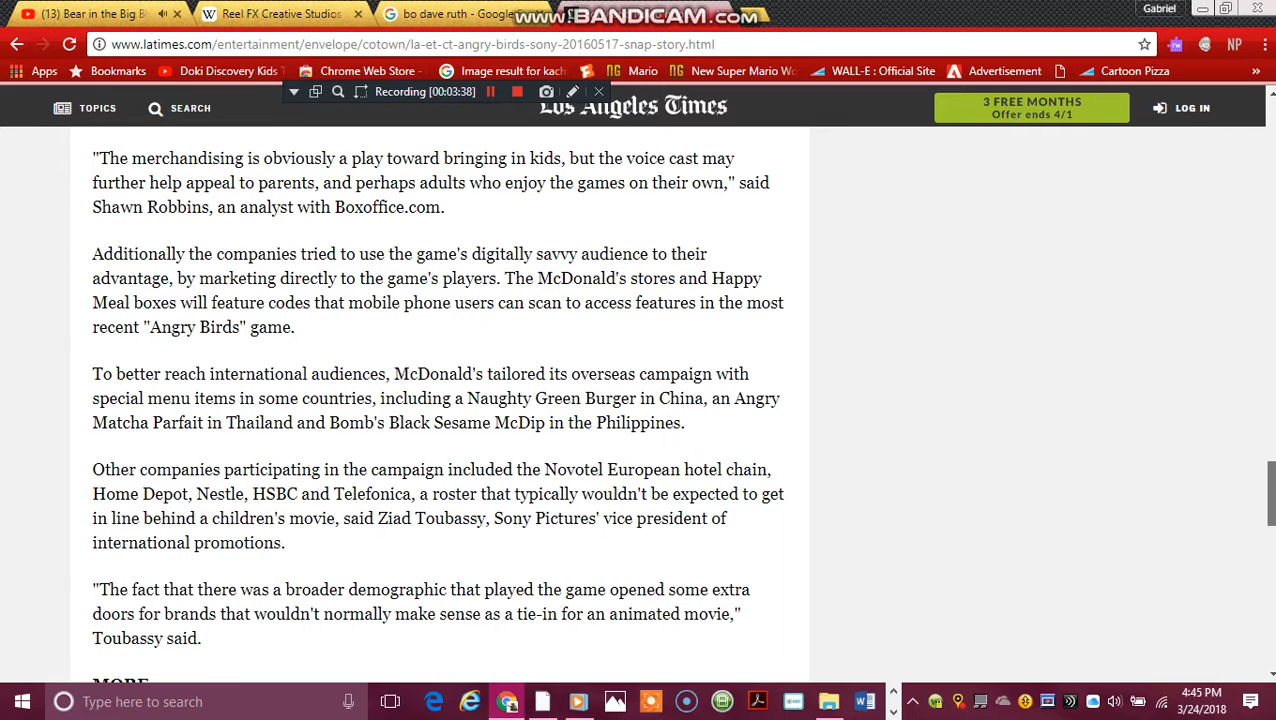 (13) Bear in the Big B
Reel FX Creative Studios
bo dave ruth - Google
www.BANDICAM.com
Gabriel
www.latimes.com/entertainment/envelope/cotown/la-et-ct-angry-birds-sony-20160517-snap-story.html
NP
Apps Bookmarks Doki Discovery Kids Chrome Web Store - Image result for kach NG Mario NG New Super Mario Wo WALL-E : Official Site Advertisement Cartoon Pizza »
Recording [00:03:38]
TOPICS SEARCH Los Angeles Times 3 FREE MONTHS LOG IN
Offer ends 4/1
"The merchandising is obviously a play toward bringing in kids, but the voice cast may
further help appeal to parents, and perhaps adults who enjoy the games on their own," said
Shawn Robbins, an analyst with Boxoffice.com.
Additionally the companies tried to use the game's digitally savvy audience to their
advantage, by marketing directly to the game's players. The McDonald's stores and Happy
Meal boxes will feature codes that mobile phone users can scan to access features in the most
recent "Angry Birds" game.
To better reach international audiences, McDonald's tailored its overseas campaign with
special menu items in some countries, including a Naughty Green Burger in China, an Angry
Matcha Parfait in Thailand and Bomb's Black Sesame McDip in the Philippines.
Other companies participating in the campaign included the Novotel European hotel chain,
Home Depot, Nestle, HSBC and Telefonica, a roster that typically wouldn't be expected to get
in line behind a children's movie, said Ziad Toubassy, Sony Pictures' vice president of
international promotions.
"The fact that there was a broader demographic that played the game opened some extra
doors for brands that wouldn't normally make sense as a tie-in for an animated movie,"
Toubassy said.
MORE
Type here to search
4:45 PM
3/24/2018